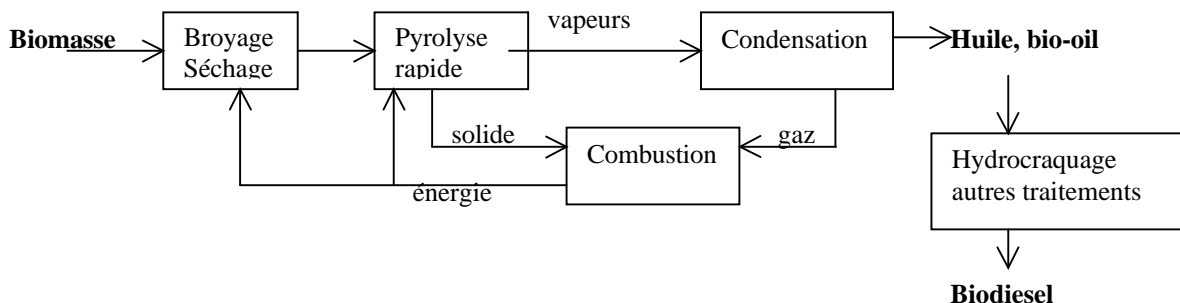 Biomasse
Broyage
Séchage
Pyrolyse
rapide
vapeurs
Condensation
Huile, bio-oil
solide
Combustion
gaz
énergie
Hydrocraquage
autres traitements
Biodiesel